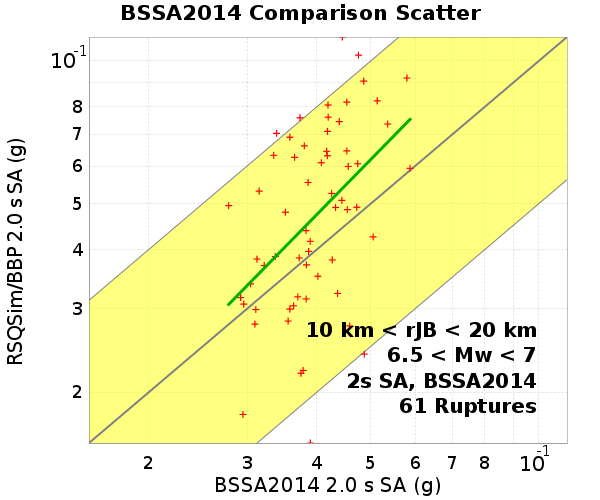 BSSA2014 Comparison Scatter
10-1
8
7
6
5
4
3
2
RSQSim/BBP 2.0 s SA (g)
10 km < rJB < 20 km
6.5 < Mw < 7
2s SA, BSSA2014
61 Ruptures
2 3 4 5 6 7 8 10-1
BSSA2014 2.0 s SA (g)